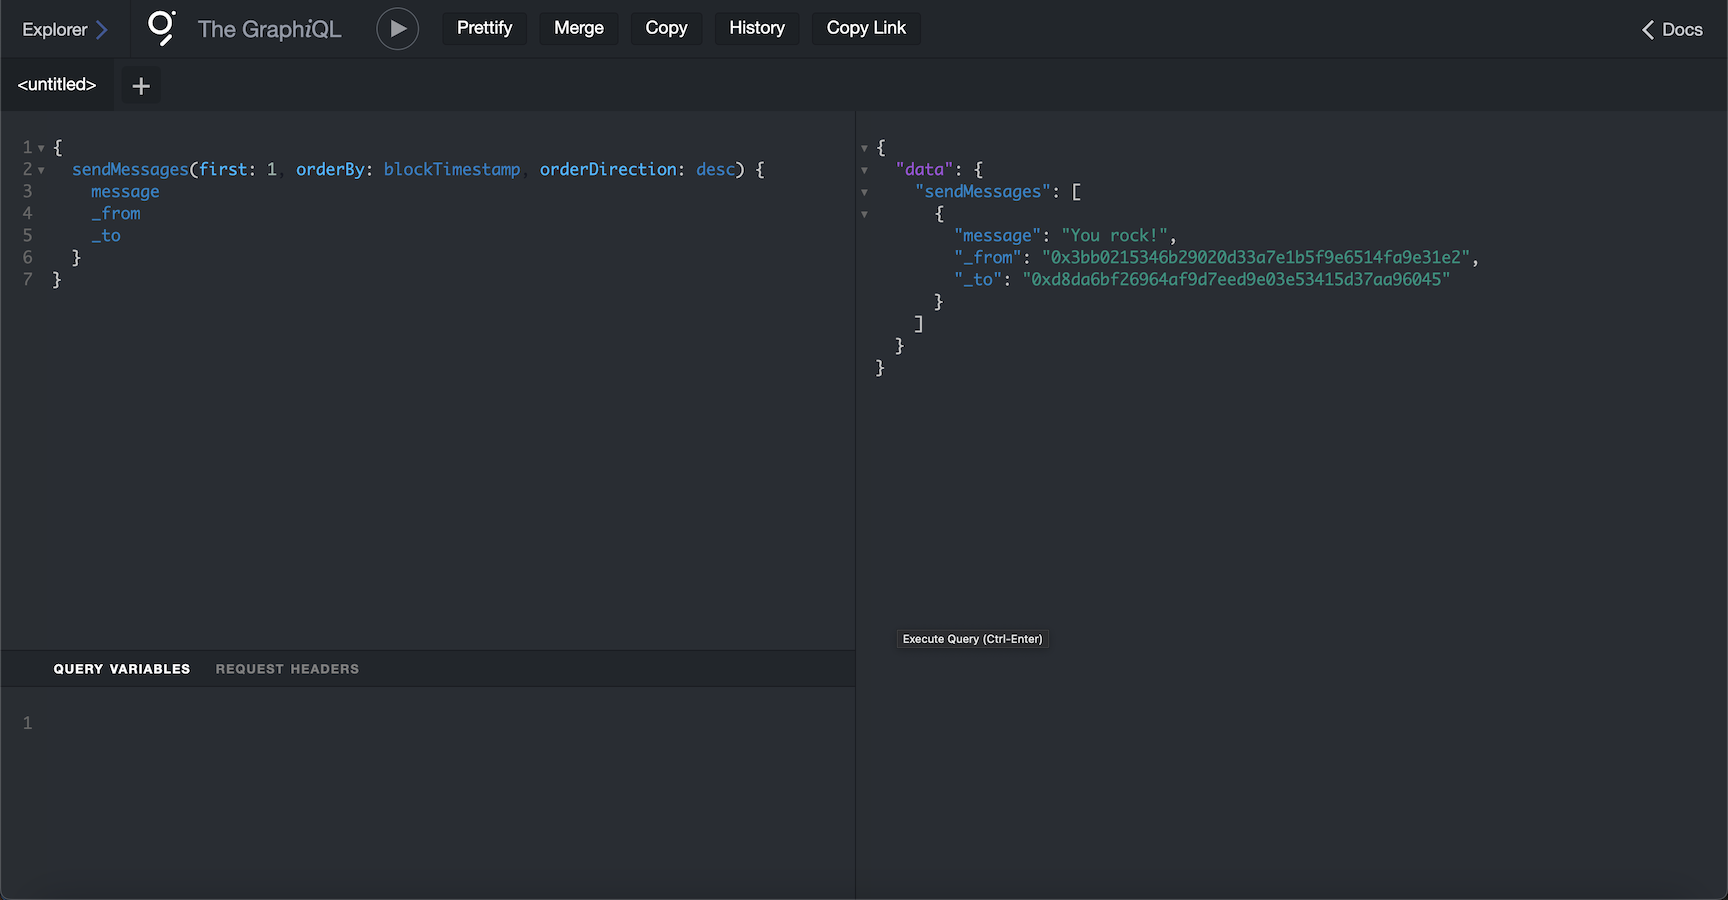 Explorer
The GraphiQL
Prettify
Merge
Copy
History
Copy Link
Docs
<untitled>
+
1 {
2 sendMessages(first: 1, orderBy: blockTimestamp, orderDirection: desc) {
3 message
4 _from
5 _to
6 }
7 }
{
"data": {
"sendMessages": [
{
"message": "You rock!",
"_from": "0x3bb0215346b29020d33a7e1b5f9e6514fa9e31e2",
"_to": "0xd8da6bf26964af9d7eed9e03e53415d37aa96045"
}
]
}
}
Execute Query (Ctrl-Enter)
QUERY VARIABLES
REQUEST HEADERS
1